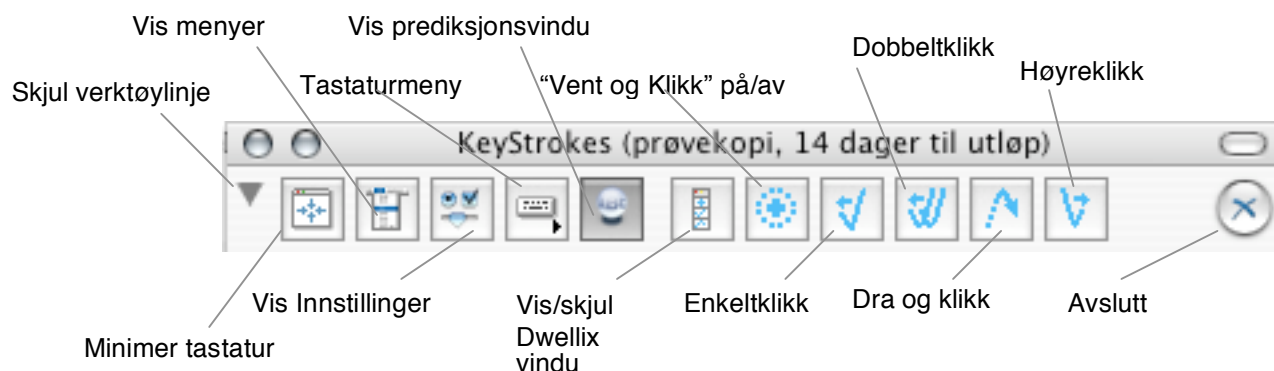 Vis menyer
Vis prediksjonsvindu
Dobbeltklikk
Høyreklikk
Skjul verktøylinje
Tastaturmeny
“Vent og Klikk” på/av
KeyStrokes (prøvekopi, 14 dager til utløp)
ABC
Vis Innstillinger
Vis/skjul
Dwellix
vindu
Enkeltklikk
Dra og klikk
Avslutt
Minimer tastatur